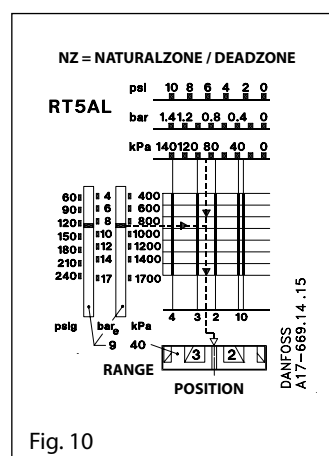 NZ = NATURALZONE / DEADZONE
psi 10 8 6 4 2 0
RT5AL
bar 1.4 1.2 0.8 0.4 0
kPa 140 120 80 40 0
60 4 400
90 6 600
120 8 800
150 10 1000
180 12 1200
210 14 1400
240 17 1700
4 3 2 1 0
psig bare kPa
9 40
RANGE
3 2
POSITION
DANFOSS
A17-669.14.15
Fig. 10